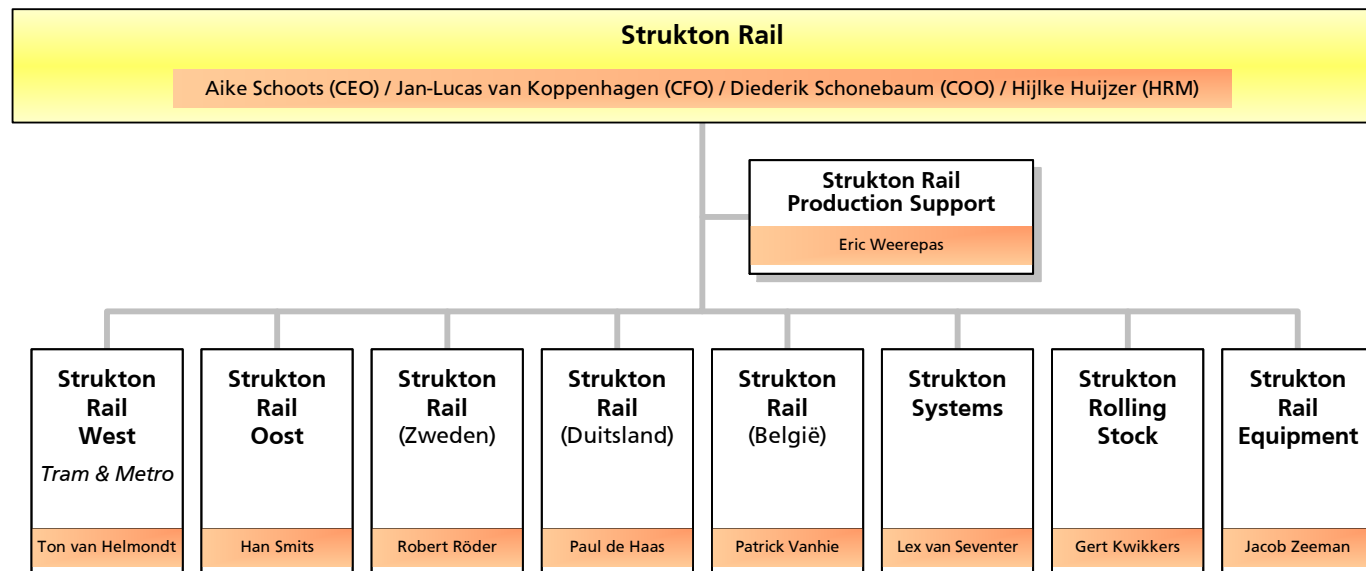 Strukton Rail
Aike Schoots (CEO) / Jan-Lucas van Koppenhagen (CFO) / Diederik Schonebaum (COO) / Hijlke Huijzer (HRM)
Strukton Rail
Production Support
Eric Weerepas
Strukton
Rail
West
Tram & Metro
Ton van Helmondt
Strukton
Rail
Oost
Han Smits
Strukton
Rail
(Zweden)
Robert Röder
Strukton
Rail
(Duitsland)
Paul de Haas
Strukton
Rail
(België)
Patrick Vanhie
Strukton
Systems
Lex van Seventer
Strukton
Rolling
Stock
Gert Kwikkers
Strukton
Rail
Equipment
Jacob Zeeman